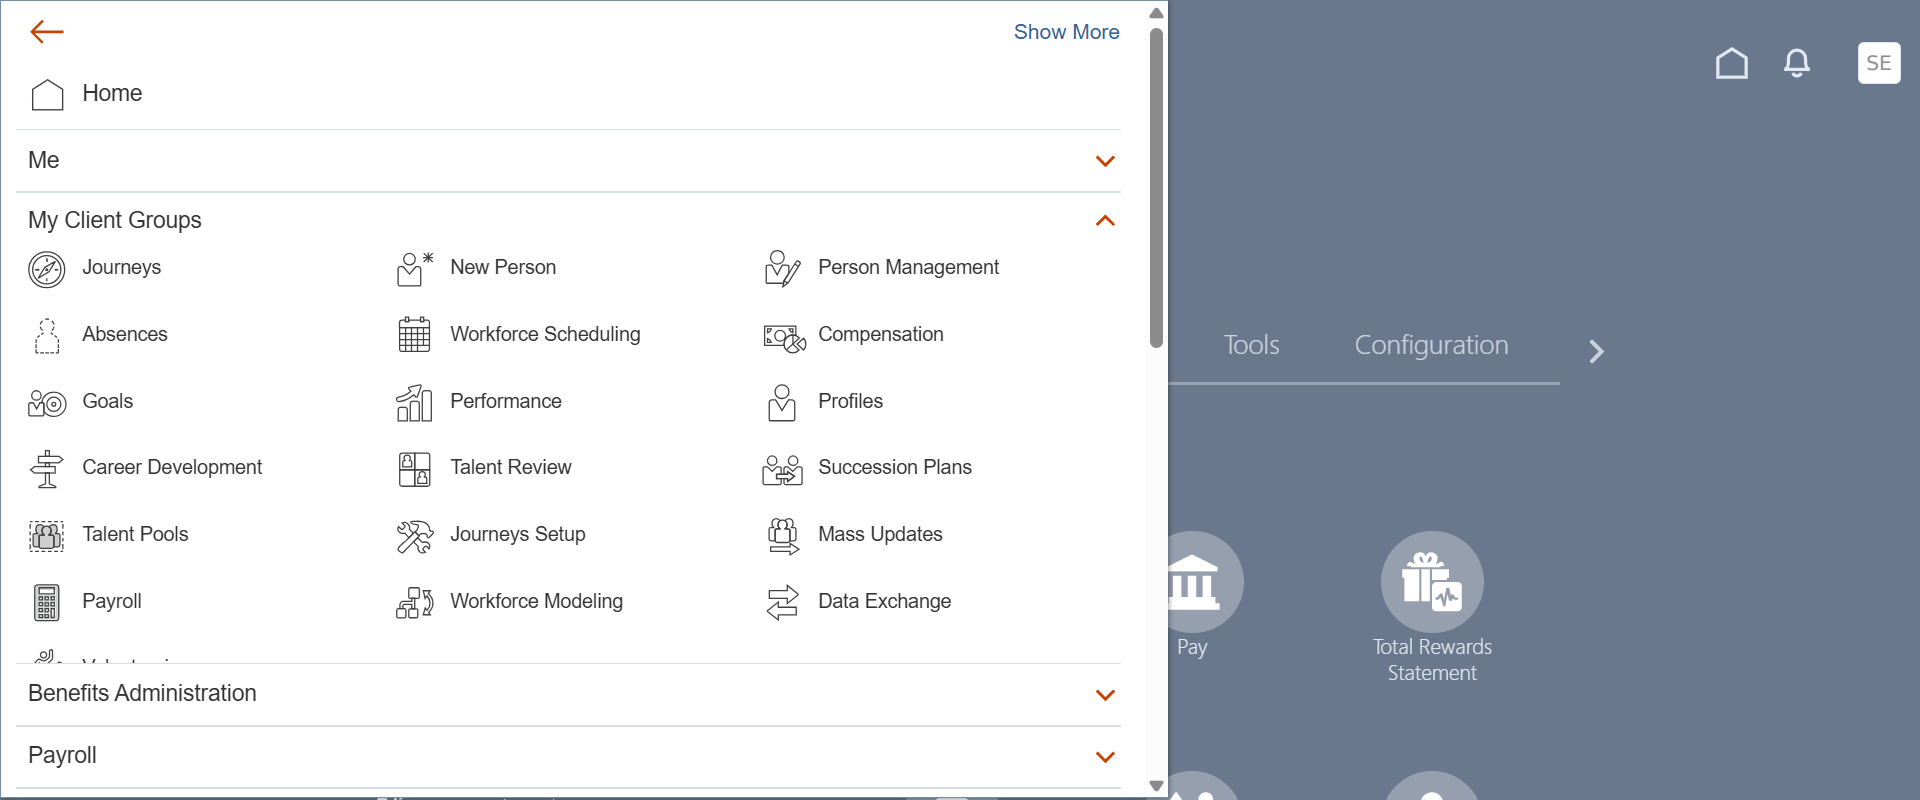 Show More
Home
Me
My Client Groups
Journeys
New Person
Person Management
Absences
Workforce Scheduling
Compensation
Goals
Performance
Profiles
Career Development
Talent Review
Succession Plans
Talent Pools
Journeys Setup
Mass Updates
Payroll
Workforce Modeling
Data Exchange
Benefits Administration
Payroll
SE
Tools
Configuration
Pay
Total Rewards
Statement